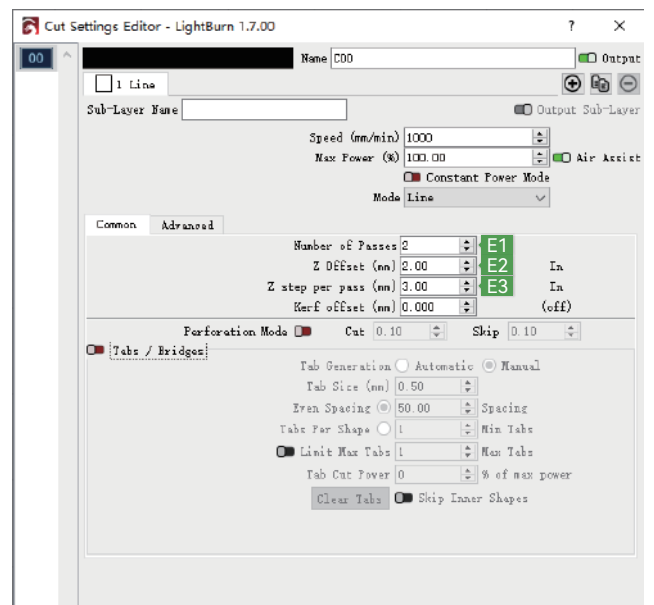 Cut Settings Editor - LightBurn 1.7.00 ? ×
00 Name C00 Output
1 Line
Sub-Layer Name Output Sub-Layer
Speed (mm/min) 1000
Max Power (%) 100.00 Air Assist
Constant Power Mode
Mode Line
Common Advanced
Number of Passes 2 E1
Z Offset (mm) 2.00 E2 In
Z step per pass (mm) 3.00 E3 In
Kerf offset (mm) 0.000 (off)
Perforation Mode Cut 0.10 Skip 0.10
Tabs / Bridges
Tab Generation Automatic Manual
Tab Size (mm) 0.50
Even Spacing 50.00 Spacing
Tabs Per Shape 1 Min Tabs
Limit Max Tabs 1 Max Tabs
Tab Cut Power 0 % of max power
Clear Tabs Skip Inner Shapes